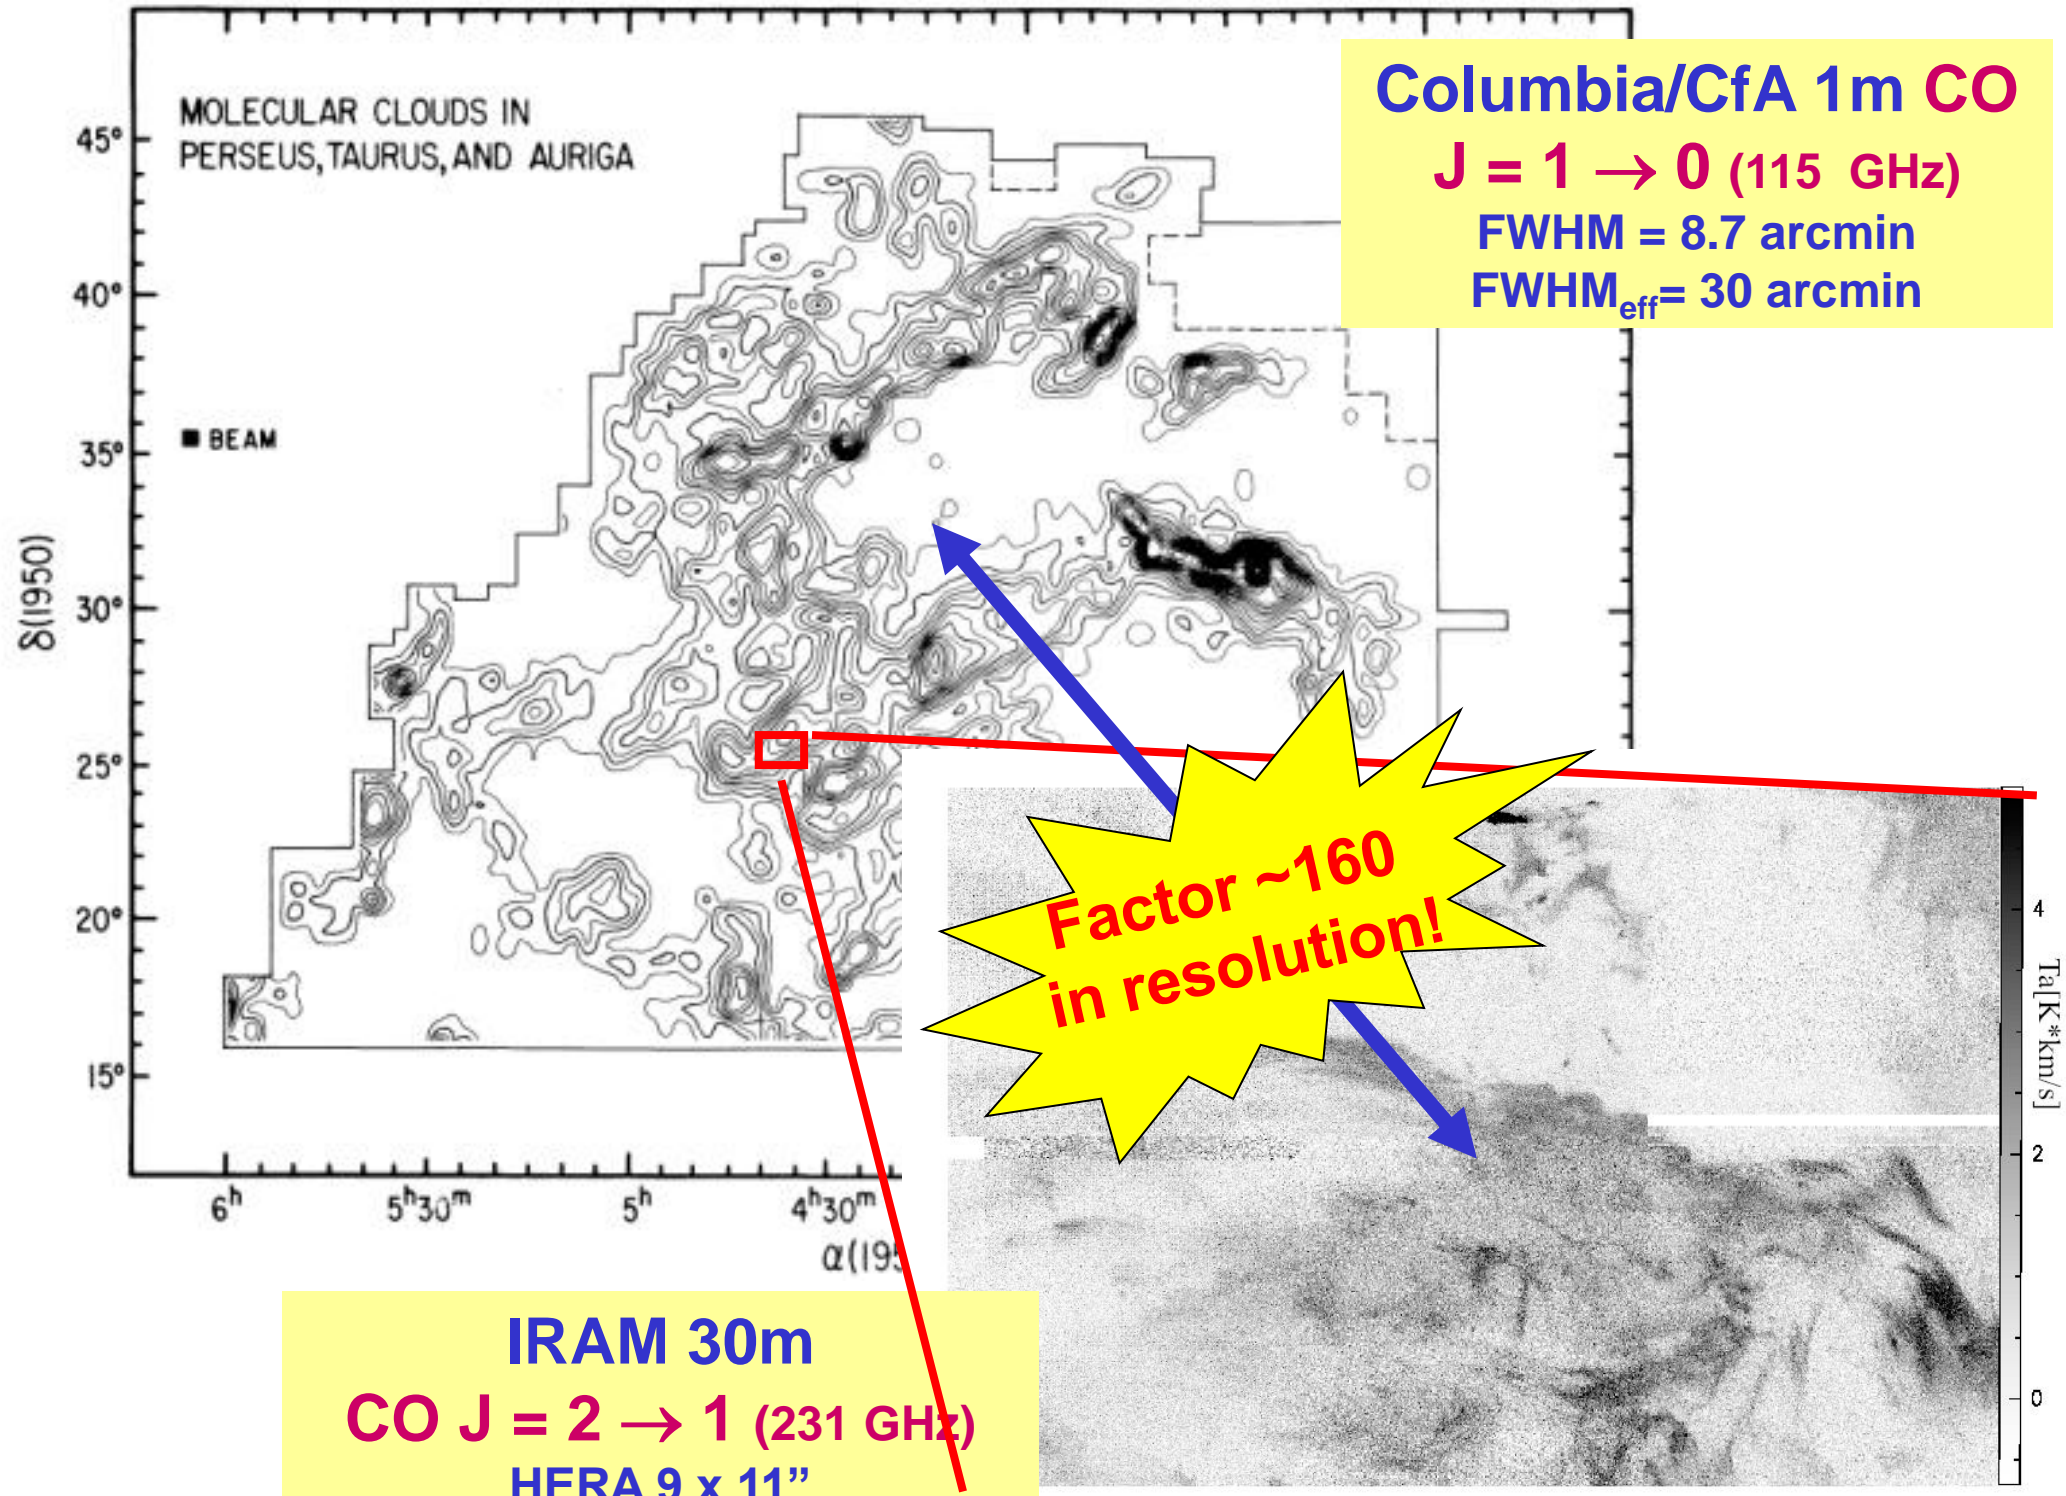 MOLECULAR CLOUDS IN
PERSEUS, TAURUS, AND AURIGA
Columbia/CfA 1m CO
J = 1 → 0 (115 GHz)
FWHM = 8.7 arcmin
FWHMeff= 30 arcmin
45°
40°
35°
30°
25°
20°
15°
δ(1950)
BEAM
Factor ~160
in resolution!
4
2
0
Ta[K*km/s]
6h
5h30m
5h
4h30m
α(195
IRAM 30m
CO J = 2 → 1 (231 GHz)
HERA 9 x 11”